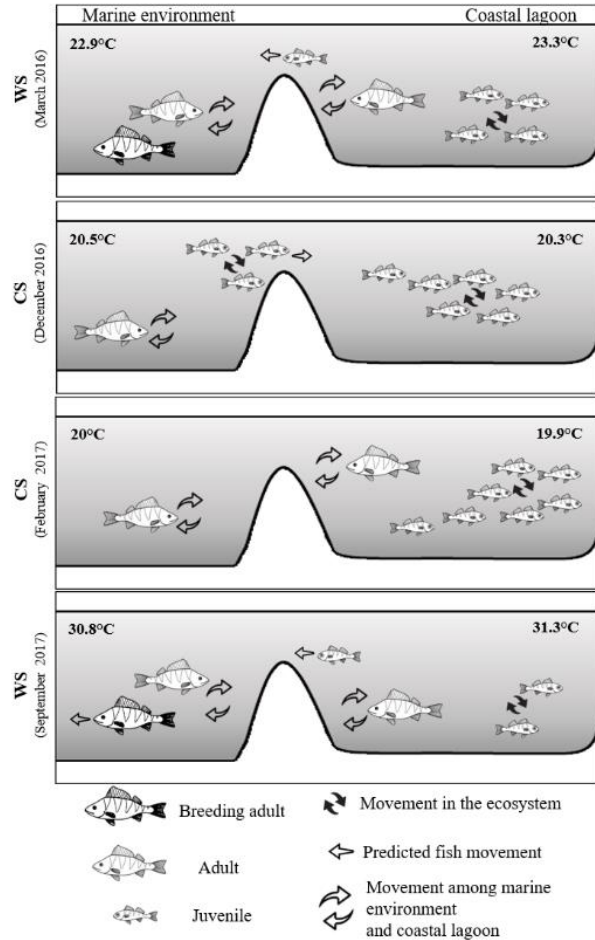 Marine environment
Coastal lagoon
WS
(March 2016)
22.9°C
23.3°C
CS
(December 2016)
20.5°C
20.3°C
CS
(February 2017)
20°C
19.9°C
WS
(September 2017)
30.8°C
31.3°C
Breeding adult
Movement in the ecosystem
Adult
Predicted fish movement
Juvenile
Movement among marine
environment
and coastal lagoon